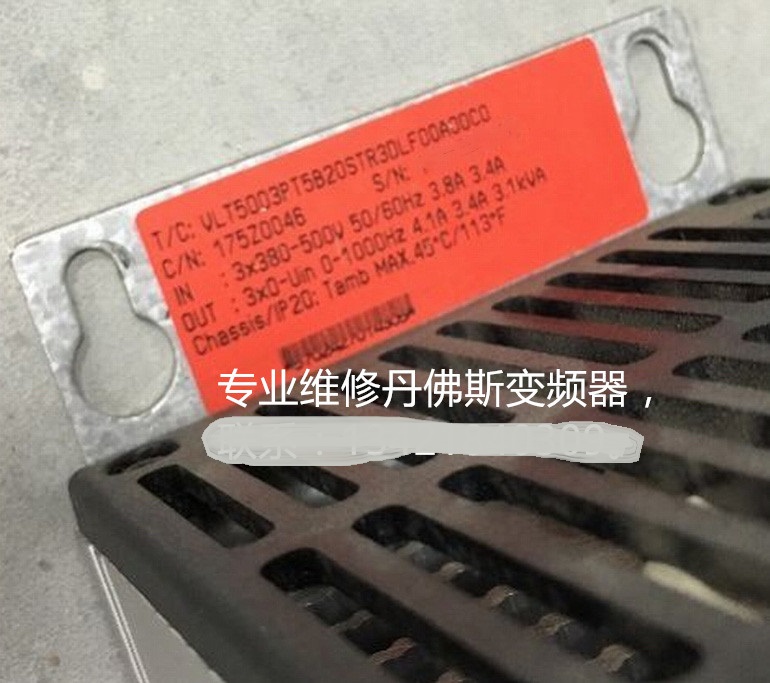 T/C: VLT5003PT5B20STR3DLF00A30C0
C/N: 175Z0046 S/N:
IN : 3x380-500V 50/60Hz 3.8A 3.4A
OUT : 3x0-Uin 0-1000Hz 4.1A 3.4A 3.1kVA
Chassis/IP20: Tamb MAX.45°C/113°F
专业维修丹佛斯变频器，